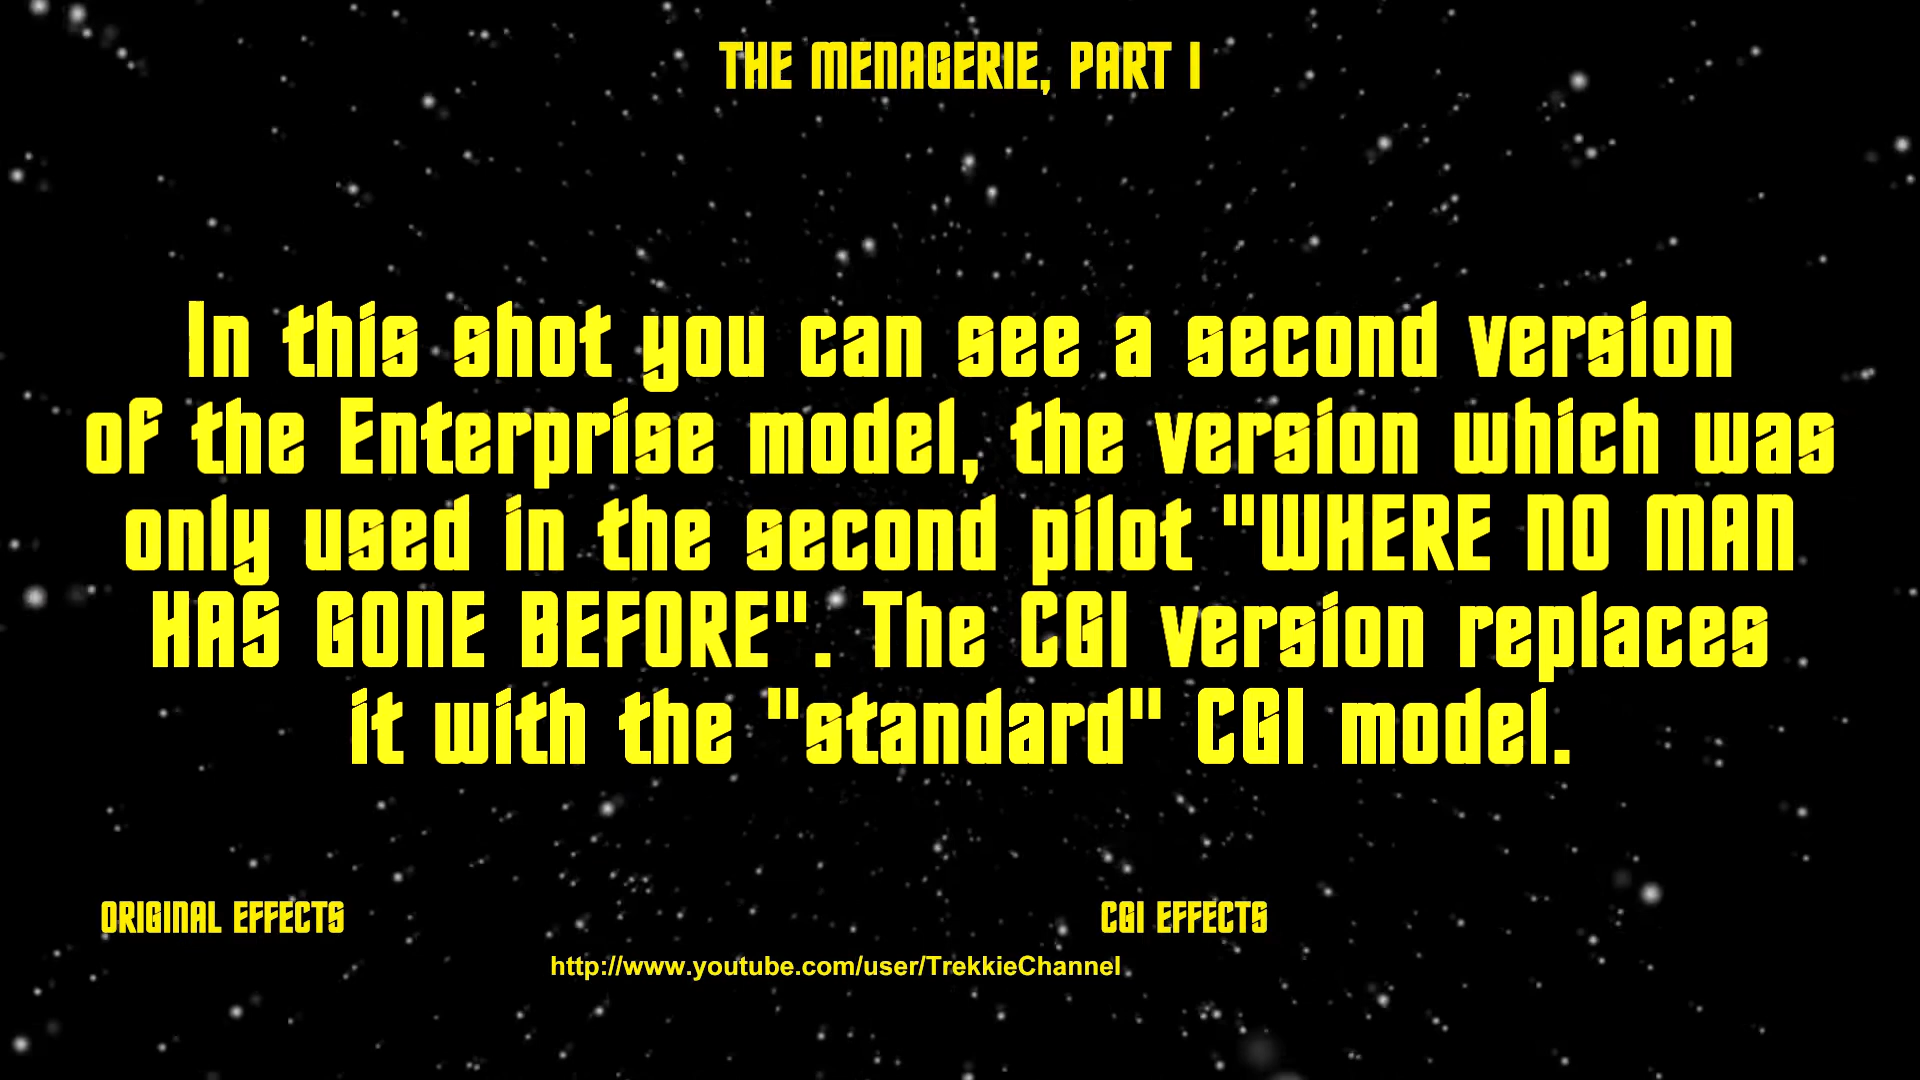 THE MENAGERIE, PART I
In this shot you can see a second version
of the Enterprise model, the version which was
only used in the second pilot "WHERE NO MAN
HAS GONE BEFORE". The CGI version replaces
it with the "standard" CGI model.
ORIGINAL EFFECTS
CGI EFFECTS
http://www.youtube.com/user/TrekkieChannel